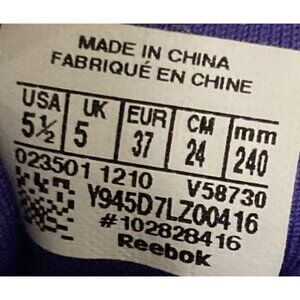 MADE IN CHINA
FABRIQUÉ EN CHINE
USA UK EUR CM mm
5½ 5 37 24 240
023501 1210 V58730
Y945D7LZ00416
#102828416
Reebok